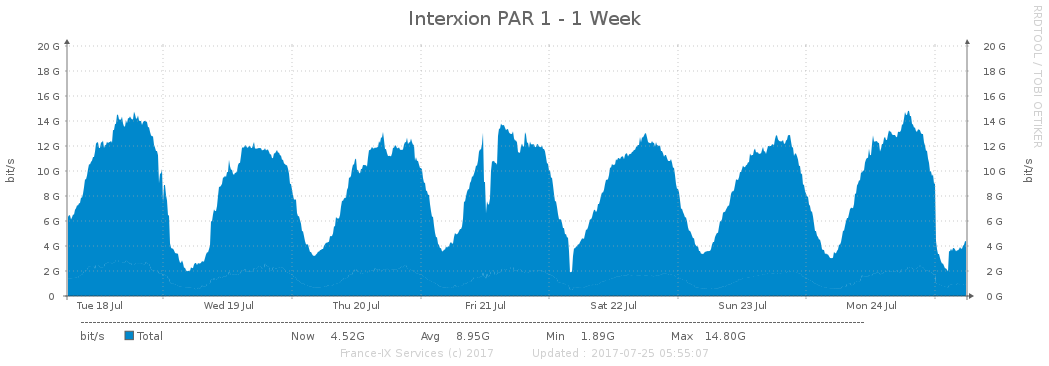 Interxion PAR 1 - 1 Week
RRDTOOL / TOBI OETIKER
bit/s
20 G
18 G
16 G
14 G
12 G
10 G
8 G
6 G
4 G
2 G
0
20 G
18 G
16 G
14 G
12 G
10 G
8 G
6 G
4 G
2 G
0 G
bit/s
Tue 18 Jul Wed 19 Jul Thu 20 Jul Fri 21 Jul Sat 22 Jul Sun 23 Jul Mon 24 Jul
bit/s Total Now 4.52G Avg 8.95G Min 1.89G Max 14.80G
France-IX Services (c) 2017 Updated : 2017-07-25 05:55:07